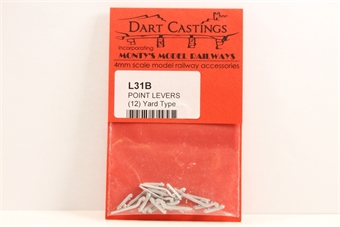 DART CASTINGS
incorporating
MONTY'S MODEL RAILWAYS
4mm scale model railway accessories
L31B
POINT LEVERS
(12) Yard Type